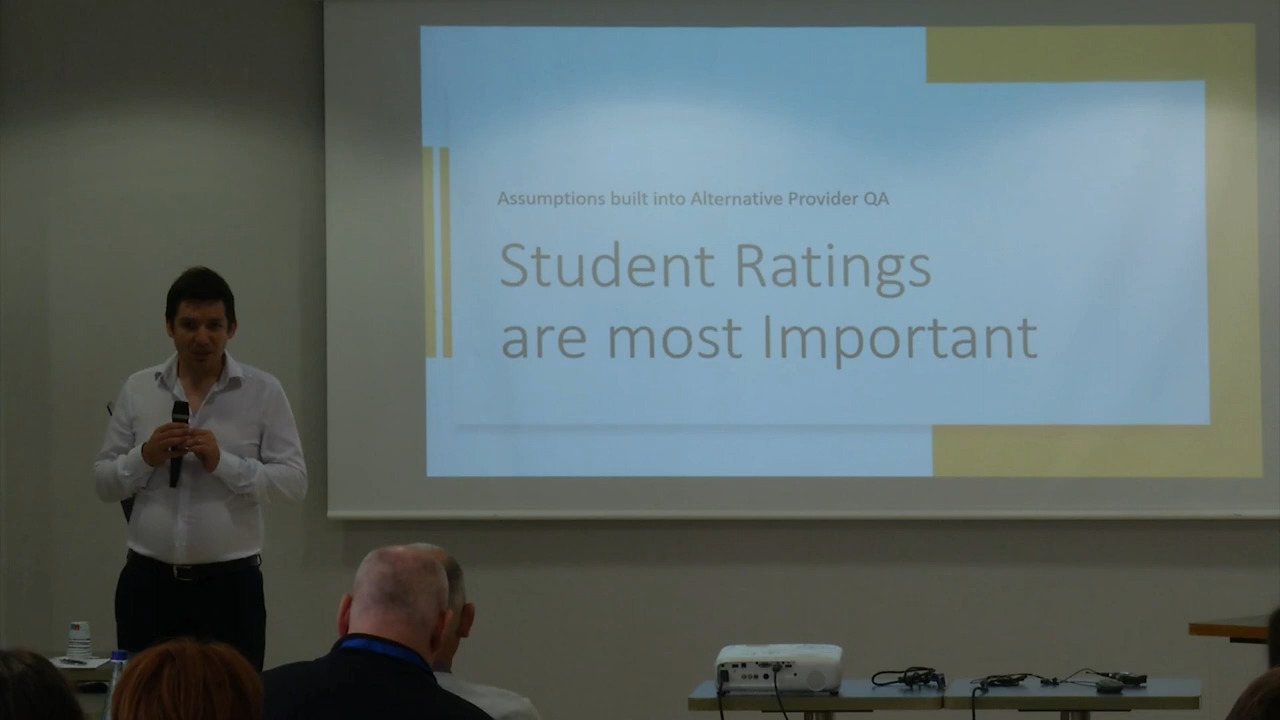 Assumptions built into Alternative Provider QA
Student Ratings
are most Important